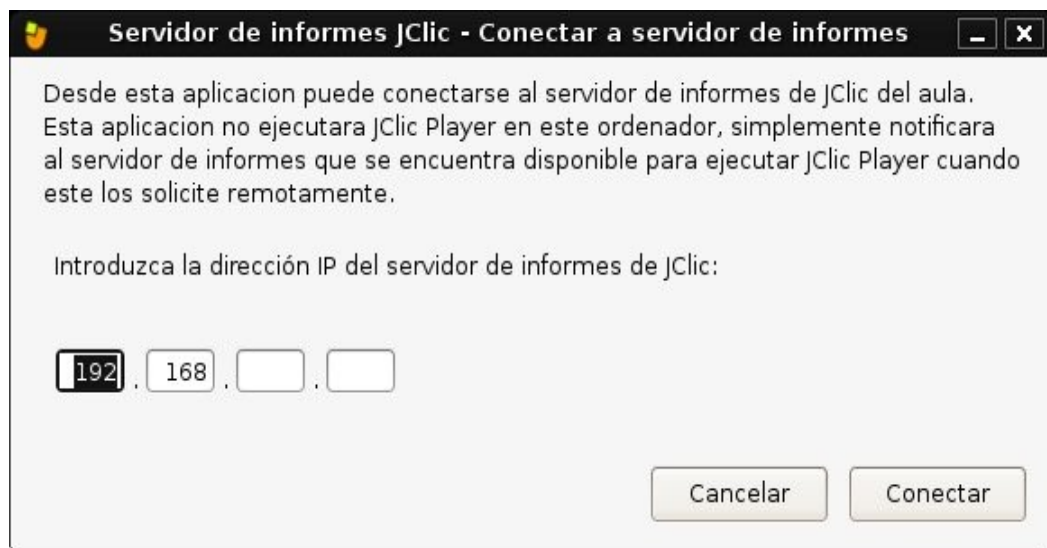 Servidor de informes JClic - Conectar a servidor de informes
Desde esta aplicacion puede conectarse al servidor de informes de JClic del aula.
Esta aplicacion no ejecutara JClic Player en este ordenador, simplemente notificara
al servidor de informes que se encuentra disponible para ejecutar JClic Player cuando
este los solicite remotamente.
Introduzca la dirección IP del servidor de informes de JClic:
192 . 168 . .
Cancelar Conectar